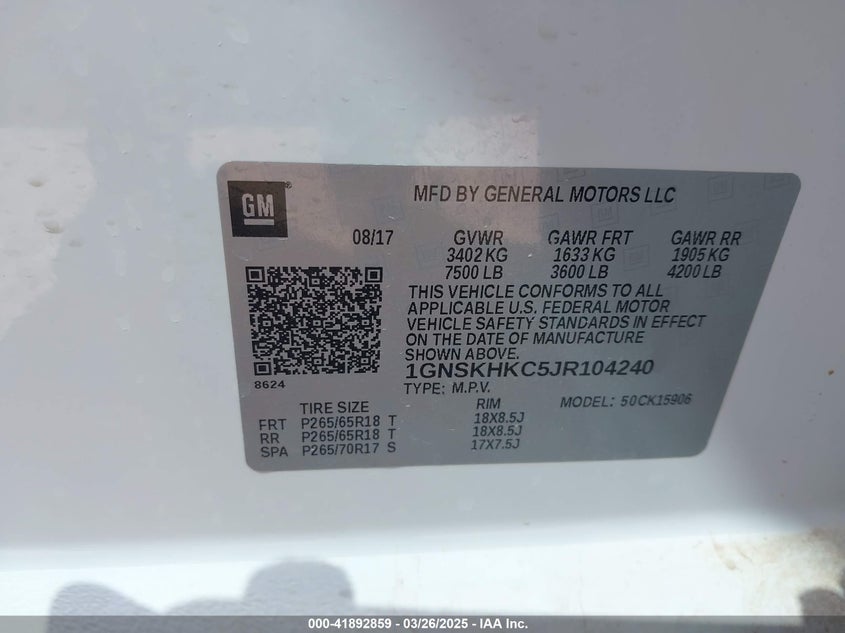 GM ®
MFD BY GENERAL MOTORS LLC
08/17 GVWR GAWR FRT GAWR RR
3402 KG 1633 KG 1905 KG
7500 LB 3600 LB 4200 LB
THIS VEHICLE CONFORMS TO ALL
APPLICABLE U.S. FEDERAL MOTOR
VEHICLE SAFETY STANDARDS IN EFFECT
ON THE DATE OF MANUFACTURE
SHOWN ABOVE.
8624
1GNSKHKC5JR104240
TYPE: M.P.V. MODEL: 50CK15906
TIRE SIZE RIM
FRT P265/65R18 T 18X8.5J
RR P265/65R18 T 18X8.5J
SPA P265/70R17 S 17X7.5J
000-41892859 - 03/26/2025 - IAA Inc.